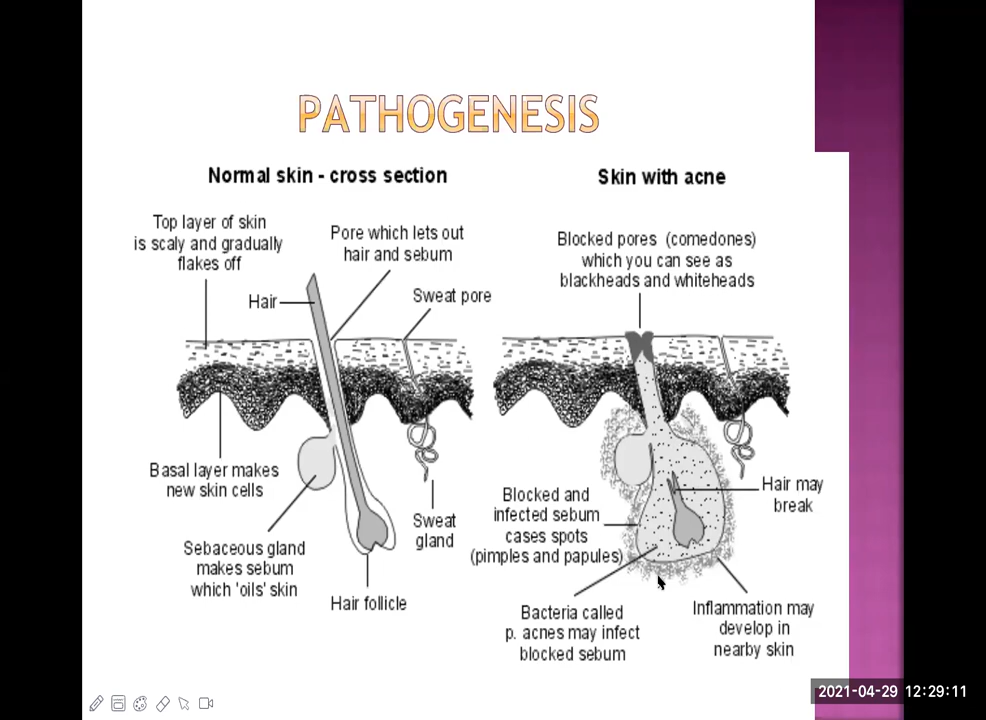 PATHOGENESIS
Normal skin - cross section
Top layer of skin
is scaly and gradually
flakes off
Pore which lets out
hair and sebum
Hair
Sweat pore
Basal layer makes
new skin cells
Sebaceous gland
makes sebum
which 'oils' skin
Hair follicle
Sweat
gland
Skin with acne
Blocked pores (comedones)
which you can see as
blackheads and whiteheads
Blocked and
infected sebum
cases spots
(pimples and papules)
Hair may
break
Bacteria called
p. acnes may infect
blocked sebum
Inflammation may
develop in
nearby skin
2021-04-29 12:29:11